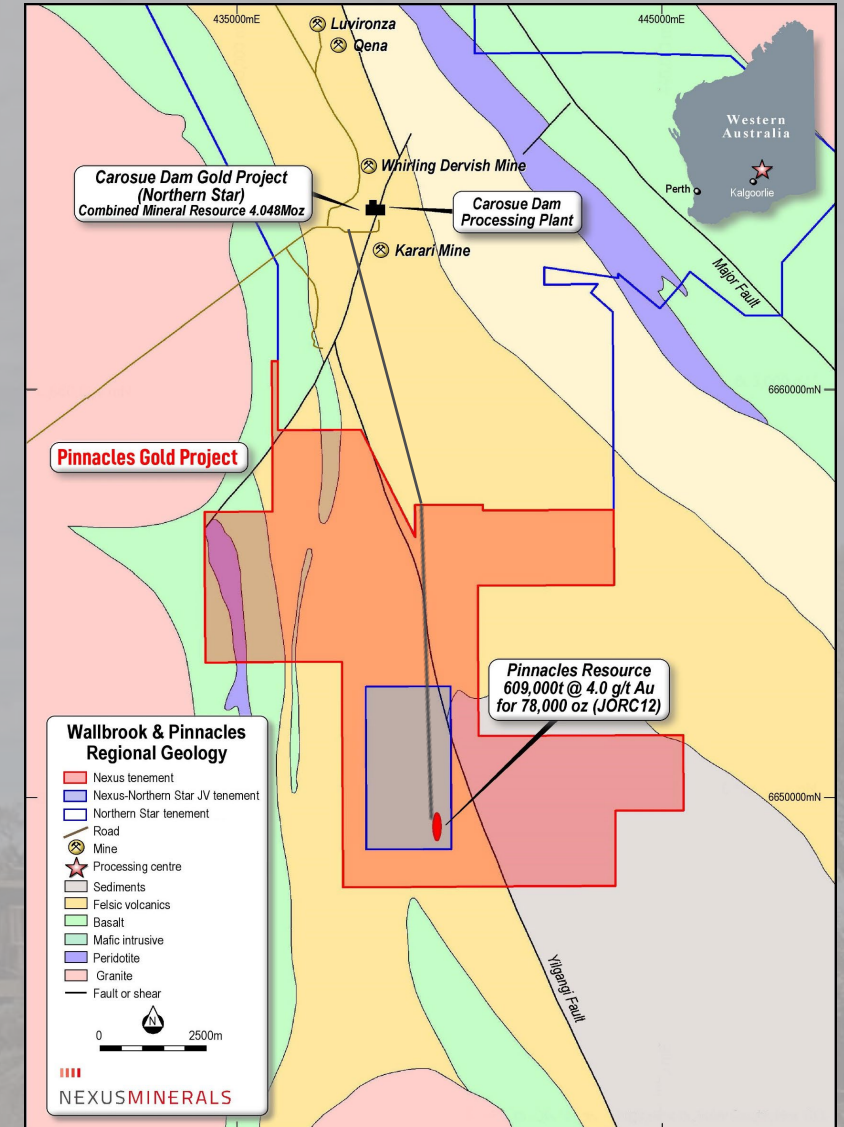 435000mE
445000mE
Luvironza
Qena
Western
Australia
Perth
Kalgoorlie
Whirling Dervish Mine
Carosue Dam Gold Project
(Northern Star)
Combined Mineral Resource 4.048Moz
Carosue Dam
Processing Plant
Karari Mine
Major Fault
6660000mN
Pinnacles Gold Project
Pinnacles Resource
609,000t @ 4.0 g/t Au
for 78,000 oz (JORC12)
6650000mN
Yilgangi Fault
Wallbrook & Pinnacles
Regional Geology
Nexus tenement
Nexus-Northern Star JV tenement
Northern Star tenement
Road
Mine
Processing centre
Sediments
Felsic volcanics
Basalt
Mafic intrusive
Peridotite
Granite
Fault or shear
N
0 2500m
NEXUSMINERALS